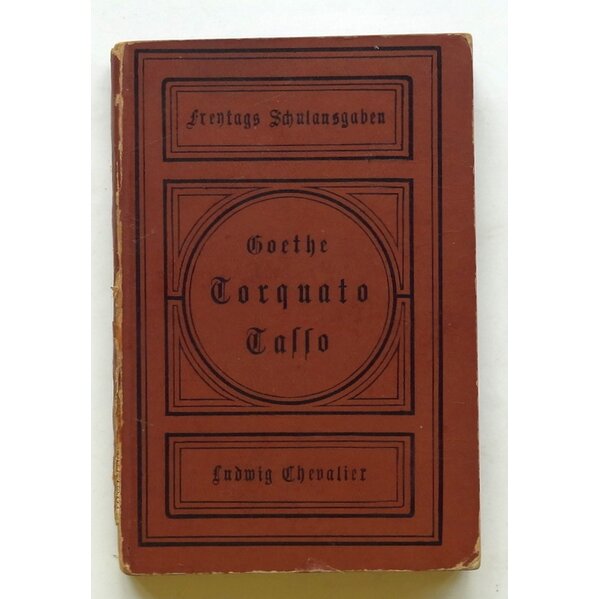 Freytags Schulausgaben
Goethe
Torquato
Taſſo
Ludwig Chevalier